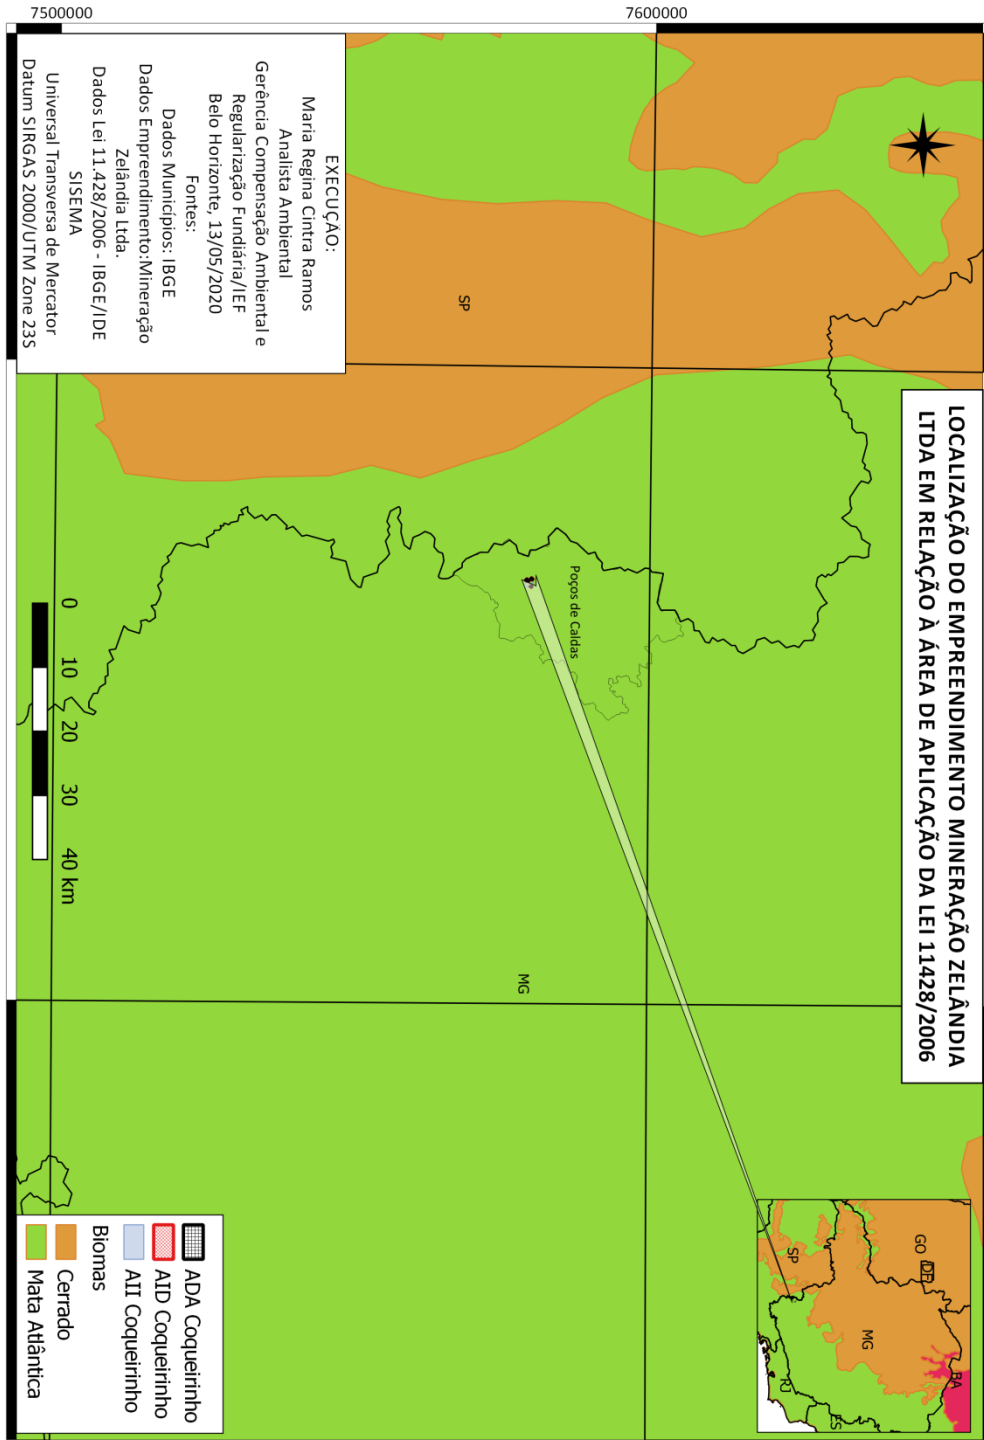 LOCALIZAÇÃO DO EMPREENDIMENTO MINERAÇÃO ZELÂNDIA
LTDA EM RELAÇÃO À ÁREA DE APLICAÇÃO DA LEI 11428/2006
7500000
7600000
GO
DF
BA
MG
SP
RJ
ES
SP
Poços de Caldas
MG
EXECUÇÃO:
Maria Regina Cintra Ramos
Analista Ambiental
Gerência Compensação Ambiental e
Regularização Fundiária/IEF
Belo Horizonte, 13/05/2020
Fontes:
Dados Municípios: IBGE
Dados Empreendimento:Mineração
Zelândia Ltda.
Dados Lei 11.428/2006 - IBGE/IDE
SISEMA
Universal Transversa de Mercator
Datum SIRGAS 2000/UTM Zone 23S
0 10 20 30 40 km
ADA Coqueirinho
AID Coqueirinho
AII Coqueirinho
Biomas
Cerrado
Mata Atlântica